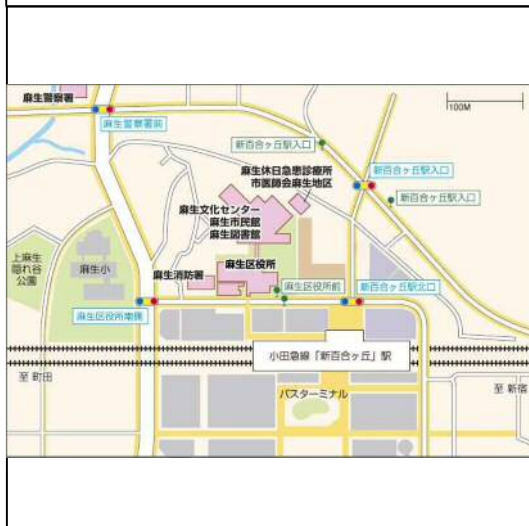 麻生警察署
100M
麻生警察署前
新百合ヶ丘駅入口
麻生休日急患診療所
市医師会麻生地区
新百合ヶ丘駅入口
新百合ヶ丘駅入口
麻生文化センター
麻生市民館
麻生図書館
上麻生
隠れ谷
公園
麻生小
麻生消防署
麻生区役所
麻生区役所前
新百合ヶ丘駅北口
麻生区役所南側
小田急線「新百合ヶ丘」駅
至 町田
至 新宿
バスターミナル